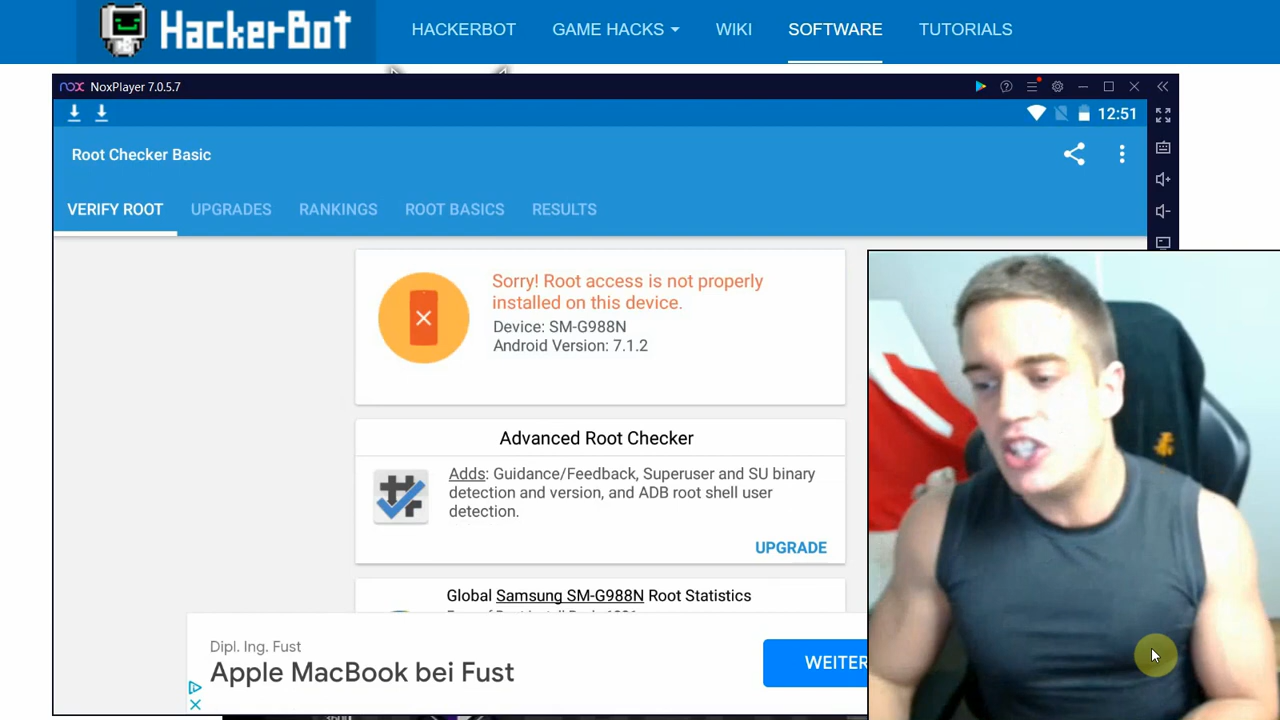 HackerBot
HACKERBOT
GAME HACKS
WIKI
SOFTWARE
TUTORIALS
nox NoxPlayer 7.0.5.7
12:51
Root Checker Basic
VERIFY ROOT
UPGRADES
RANKINGS
ROOT BASICS
RESULTS
Sorry! Root access is not properly
installed on this device.
Device: SM-G988N
Android Version: 7.1.2
Advanced Root Checker
Adds: Guidance/Feedback, Superuser and SU binary
detection and version, and ADB root shell user
detection.
UPGRADE
Global Samsung SM-G988N Root Statistics
Dipl. Ing. Fust
Apple MacBook bei Fust
WEITER